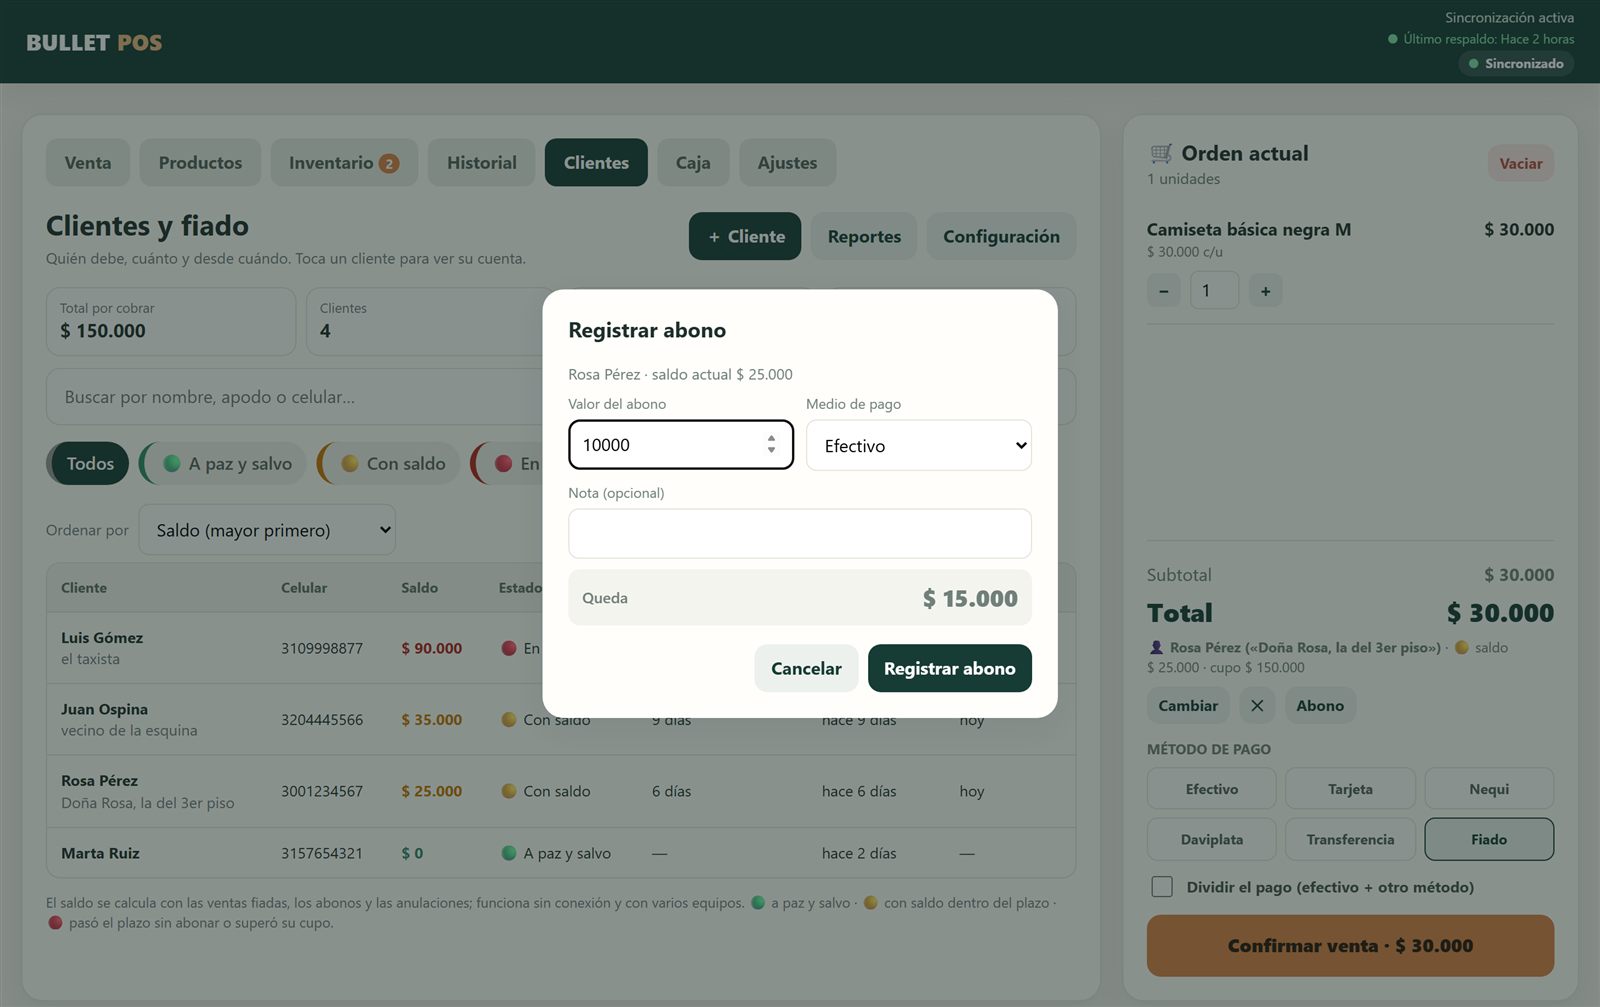 BULLET POS
Sincronización activa
Último respaldo: Hace 2 horas
Sincronizado
Venta
Productos
Inventario 2
Historial
Clientes
Caja
Ajustes
Clientes y fiado
Quién debe, cuánto y desde cuándo. Toca un cliente para ver su cuenta.
+ Cliente
Reportes
Configuración
Total por cobrar
$ 150.000
Clientes
4
Buscar por nombre, apodo o celular...
Todos
A paz y salvo
Con saldo
En
Ordenar por
Saldo (mayor primero)
Cliente Celular Saldo Estado
Luis Gómez
el taxista
3109998877 $ 90.000 En
Juan Ospina
vecino de la esquina
3204445566 $ 35.000 Con saldo 9 días hace 9 días hoy
Rosa Pérez
Doña Rosa, la del 3er piso
3001234567 $ 25.000 Con saldo 6 días hace 6 días hoy
Marta Ruiz 3157654321 $ 0 A paz y salvo — hace 2 días —
El saldo se calcula con las ventas fiadas, los abonos y las anulaciones; funciona sin conexión y con varios equipos. a paz y salvo · con saldo dentro del plazo ·
pasó el plazo sin abonar o superó su cupo.
Registrar abono
Rosa Pérez · saldo actual $ 25.000
Valor del abono
10000
Medio de pago
Efectivo
Nota (opcional)
Queda $ 15.000
Cancelar
Registrar abono
Orden actual
1 unidades
Vaciar
Camiseta básica negra M $ 30.000
$ 30.000 c/u
− 1 +
Subtotal $ 30.000
Total $ 30.000
Rosa Pérez («Doña Rosa, la del 3er piso») · saldo
$ 25.000 · cupo $ 150.000
Cambiar
Abono
MÉTODO DE PAGO
Efectivo
Tarjeta
Nequi
Daviplata
Transferencia
Fiado
Dividir el pago (efectivo + otro método)
Confirmar venta · $ 30.000